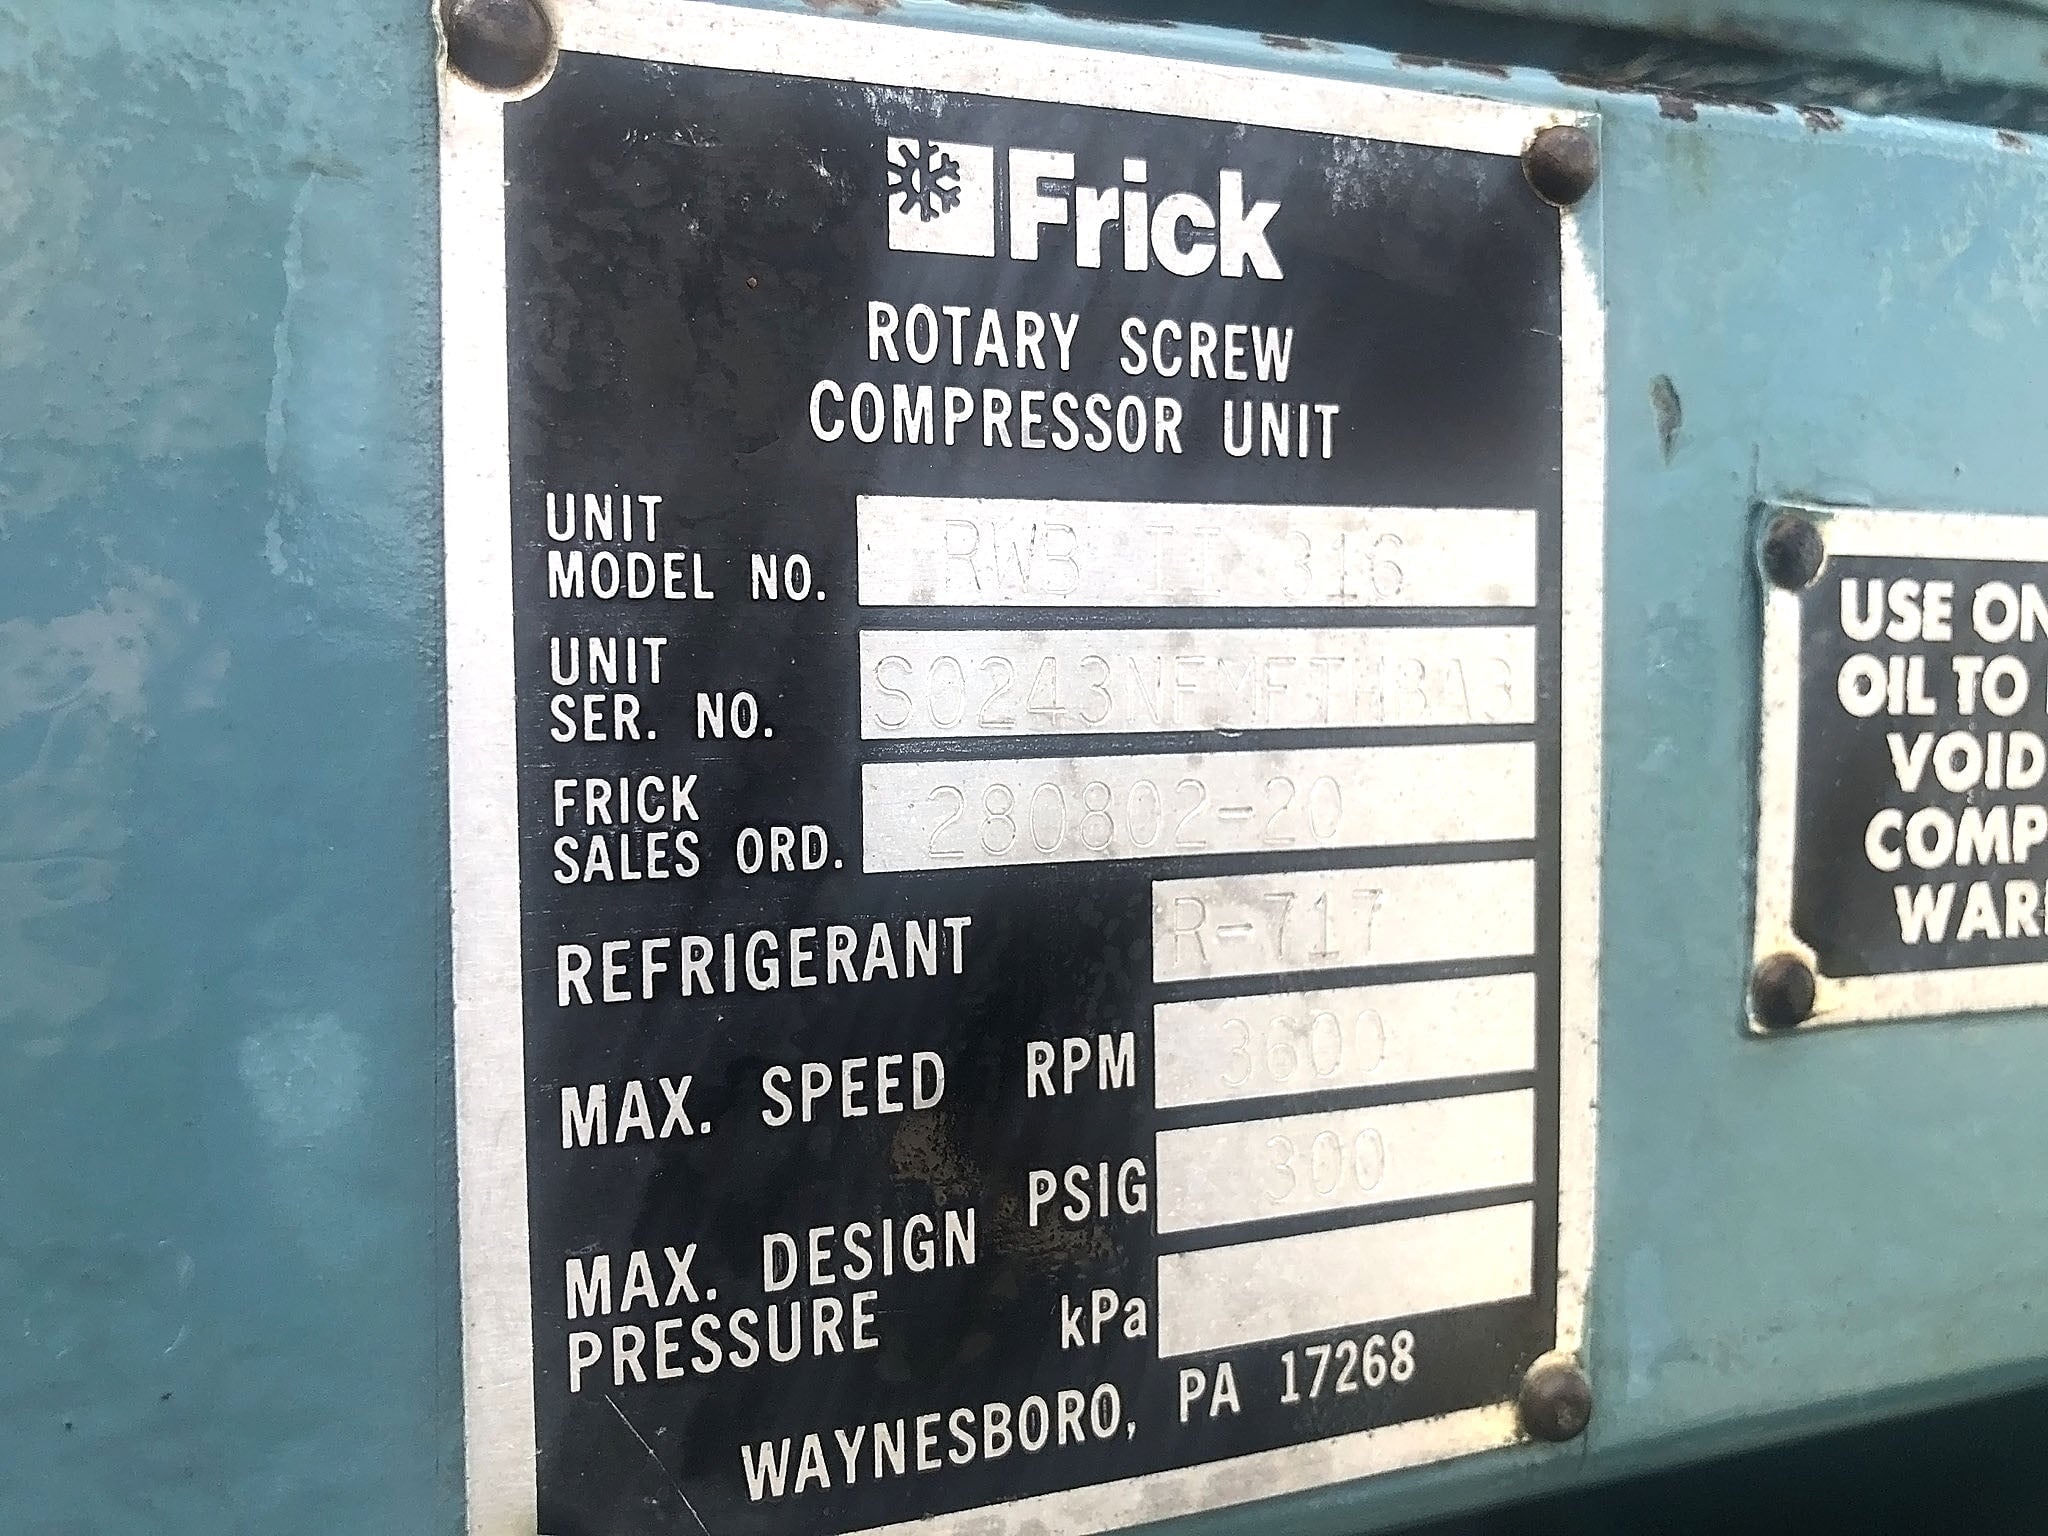 Frick
ROTARY SCREW
COMPRESSOR UNIT
UNIT
MODEL NO. RWB II 316
UNIT
SER. NO. S0243NFMFTHBA3
FRICK
SALES ORD. 280802-20
REFRIGERANT R-717
MAX. SPEED RPM 3600
PSIG 300
MAX. DESIGN
PRESSURE
kPa
WAYNESBORO, PA 17268
USE ON
OIL TO
VOID
COMP
WAR